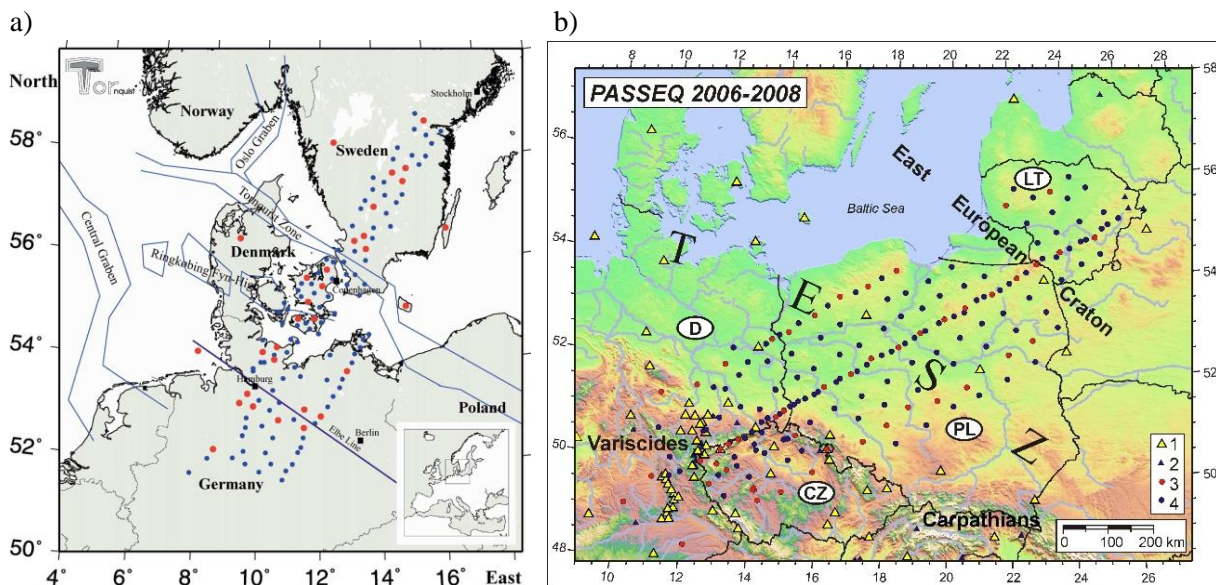 a)
b)
North
Tornquist
Norway
Stockholm
58°
Oslo Graben
Sweden
Tornquist Zone
56°
Central Graben
Denmark
Ringkobing Fyn-High
Copenhagen
54°
Hamburg
Poland
52°
Elbe Line
Berlin
Germany
50°
4° 6° 8° 10° 12° 14° 16° East
6 8 10 12 14 16 18 20 22 24 26 28
PASSEQ 2006-2008
58
56
56
54
54
52
52
50
50
48
48
East
European
Craton
Baltic Sea
LT
T
E
S
Z
D
PL
CZ
Variscides
Carpathians
1
2
3
4
0 100 200 km
10 12 14 16 18 20 22 24 26